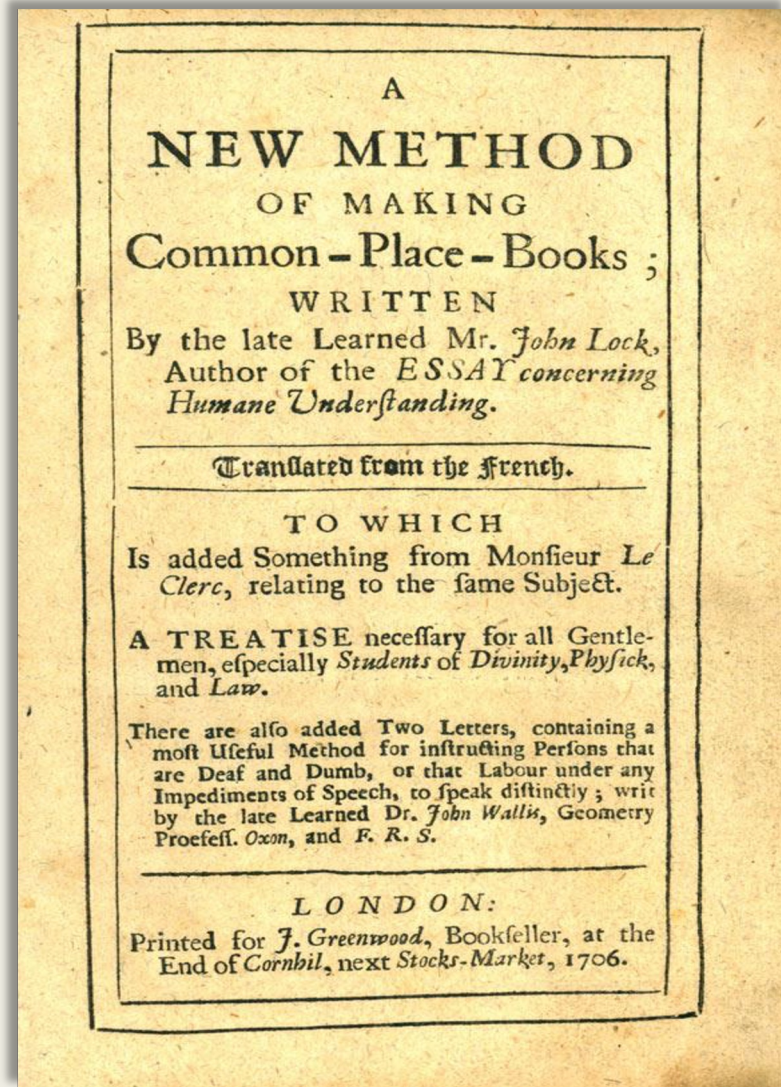 A
NEW METHOD
OF MAKING
Common-Place-Books;
WRITTEN
By the late Learned Mr. John Lock,
Author of the ESSAY concerning
Humane Underſtanding.
Tranſlated from the French.
TO WHICH
Is added Something from Monſieur Le
Clerc, relating to the ſame Subject.
A TREATISE neceſſary for all Gentle-
men, eſpecially Students of Divinity, Phyſick,
and Law.
There are alſo added Two Letters, containing a
moſt Uſeful Method for inſtructing Perſons that
are Deaf and Dumb, or that Labour under any
Impediments of Speech, to ſpeak diſtinctly; writ
by the late Learned Dr. John Wallis, Geometry
Proefeſſ. Oxon, and F. R. S.
LONDON:
Printed for J. Greenwood, Bookſeller, at the
End of Cornhil, next Stocks-Market, 1706.